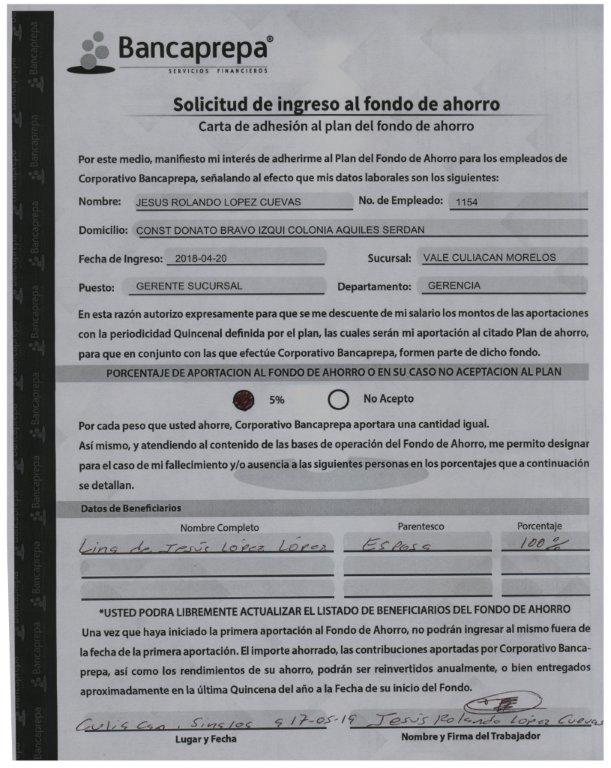 Bancaprepa®
SERVICIOS FINANCIEROS
Solicitud de ingreso al fondo de ahorro
Carta de adhesión al plan del fondo de ahorro
Por este medio, manifiesto mi interés de adherirme al Plan del Fondo de Ahorro para los empleados de
Corporativo Bancaprepa, señalando al efecto que mis datos laborales son los siguientes:
Nombre: JESUS ROLANDO LOPEZ CUEVAS No. de Empleado: 1154
Domicilio: CONST DONATO BRAVO IZQUI COLONIA AQUILES SERDAN
Fecha de Ingreso: 2018-04-20 Sucursal: VALE CULIACAN MORELOS
Puesto: GERENTE SUCURSAL Departamento: GERENCIA
En esta razón autorizo expresamente para que se me descuente de mi salario los montos de las aportaciones
con la periodicidad Quincenal definida por el plan, las cuales serán mi aportación al citado Plan de ahorro,
para que en conjunto con las que efectúe Corporativo Bancaprepa, formen parte de dicho fondo.
PORCENTAJE DE APORTACION AL FONDO DE AHORRO O EN SU CASO NO ACEPTACION AL PLAN
5% No Acepto
Por cada peso que usted ahorre, Corporativo Bancaprepa aportara una cantidad igual.
Así mismo, y atendiendo al contenido de las bases de operación del Fondo de Ahorro, me permito designar
para el caso de mi fallecimiento y/o ausencia a las siguientes personas en los porcentajes que a continuación
se detallan.
Datos de Beneficiarios
Nombre Completo Parentesco Porcentaje
Lina de Jesús López López Esposa 100%
*USTED PODRA LIBREMENTE ACTUALIZAR EL LISTADO DE BENEFICIARIOS DEL FONDO DE AHORRO
Una vez que haya iniciado la primera aportación al Fondo de Ahorro, no podrán ingresar al mismo fuera de
la fecha de la primera aportación. El importe ahorrado, las contribuciones aportadas por Corporativo Banca-
prepa, así como los rendimientos de su ahorro, podrán ser reinvertidos anualmente, o bien entregados
aproximadamente en la última Quincena del año a la Fecha de su inicio del Fondo.
Culiacan, Sinaloa a 17-05-19 Jesús Rolando López Cuevas
Lugar y Fecha Nombre y Firma del Trabajador